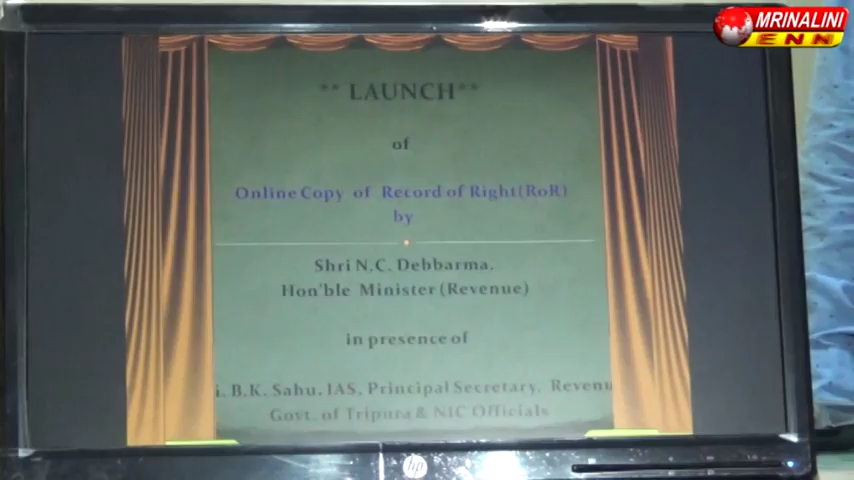 MRINALINI
ENN
** LAUNCH**
of
Online Copy of Record of Right(RoR)
by
Shri N.C. Debbarma.
Hon'ble Minister(Revenue)
in presence of
i. B.K. Sahu. IAS, Principal Secretary. Revenu
Govt. of Tripura & NIC Officials
hp